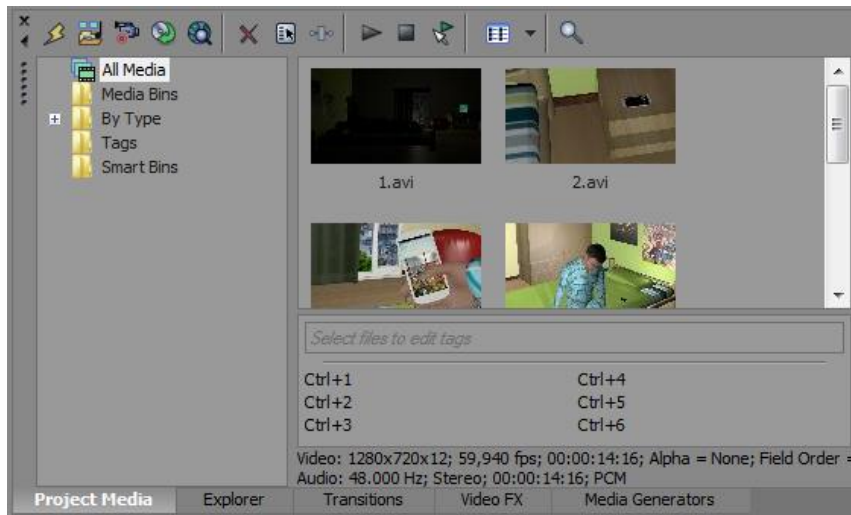 All Media
Media Bins
By Type
Tags
Smart Bins
1.avi
2.avi
Select files to edit tags
Ctrl+1 Ctrl+4
Ctrl+2 Ctrl+5
Ctrl+3 Ctrl+6
Video: 1280x720x12; 59,940 fps; 00:00:14:16; Alpha = None; Field Order =
Audio: 48.000 Hz; Stereo; 00:00:14:16; PCM
Project Media Explorer Transitions Video FX Media Generators